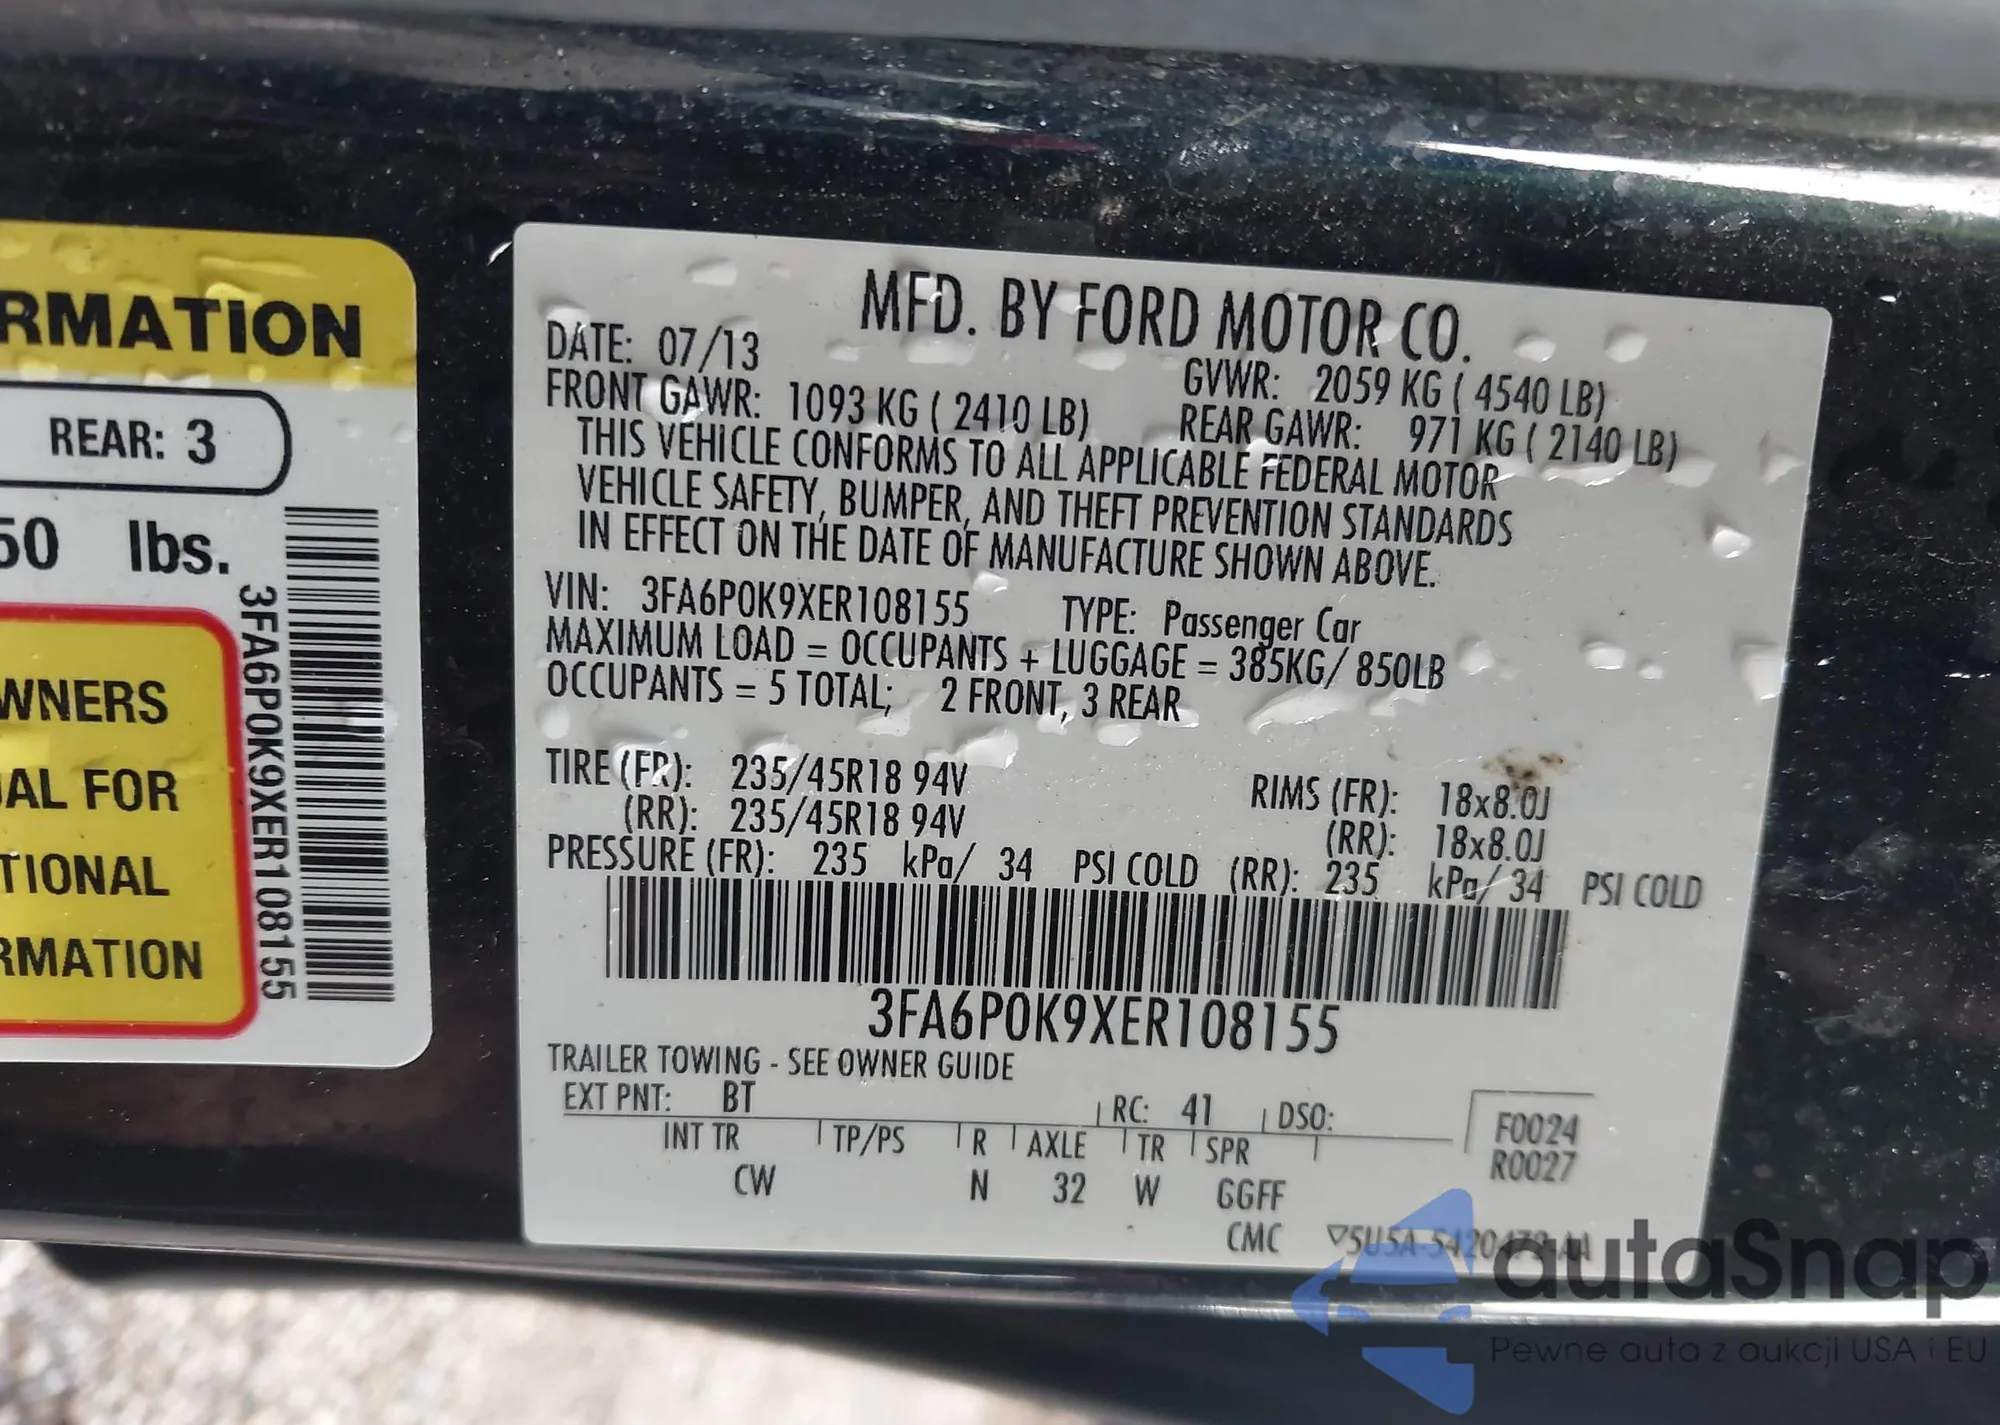 RMATION
REAR: 3
50 lbs.
WNERS
AL FOR
TIONAL
RMATION
3FA6P0K9XER108155
MFD. BY FORD MOTOR CO.
DATE: 07/13
GVWR: 2059 KG ( 4540 LB)
FRONT GAWR: 1093 KG ( 2410 LB)
REAR GAWR: 971 KG ( 2140 LB)
THIS VEHICLE CONFORMS TO ALL APPLICABLE FEDERAL MOTOR
VEHICLE SAFETY, BUMPER, AND THEFT PREVENTION STANDARDS
IN EFFECT ON THE DATE OF MANUFACTURE SHOWN ABOVE.
VIN: 3FA6P0K9XER108155 TYPE: Passenger Car
MAXIMUM LOAD = OCCUPANTS + LUGGAGE = 385KG/ 850LB
OCCUPANTS = 5 TOTAL; 2 FRONT, 3 REAR
TIRE (FR): 235/45R18 94V RIMS (FR): 18x8.0J
(RR): 235/45R18 94V (RR): 18x8.0J
PRESSURE (FR): 235 kPa/ 34 PSI COLD (RR): 235 kPa/ 34 PSI COLD
3FA6P0K9XER108155
TRAILER TOWING - SEE OWNER GUIDE
EXT PNT: BT RC: 41 DSO:
F0024
R0027
INT TR TP/PS R AXLE TR SPR
CW N 32 W GGFF
CMC
autaSnap
Pewne auta z aukcji USA i EU